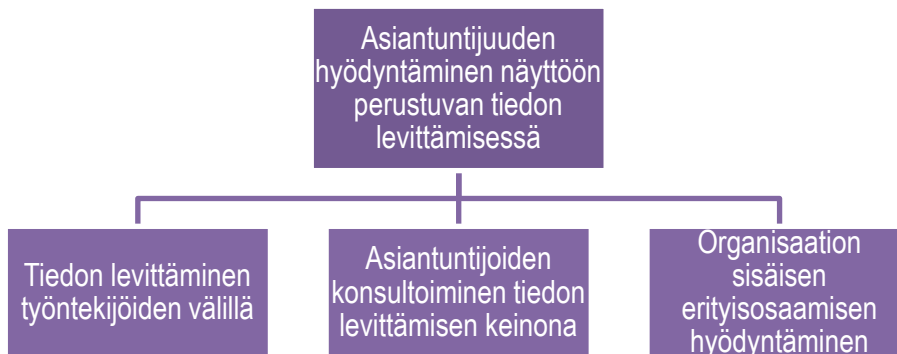 Asiantuntijuuden
hyödyntäminen näyttöön
perustuvan tiedon
levittämisessä
Tiedon levittäminen
työntekijöiden välillä
Asiantuntijoiden
konsultoiminen tiedon
levittämisen keinona
Organisaation
sisäisen
erityisosaamisen
hyödyntäminen